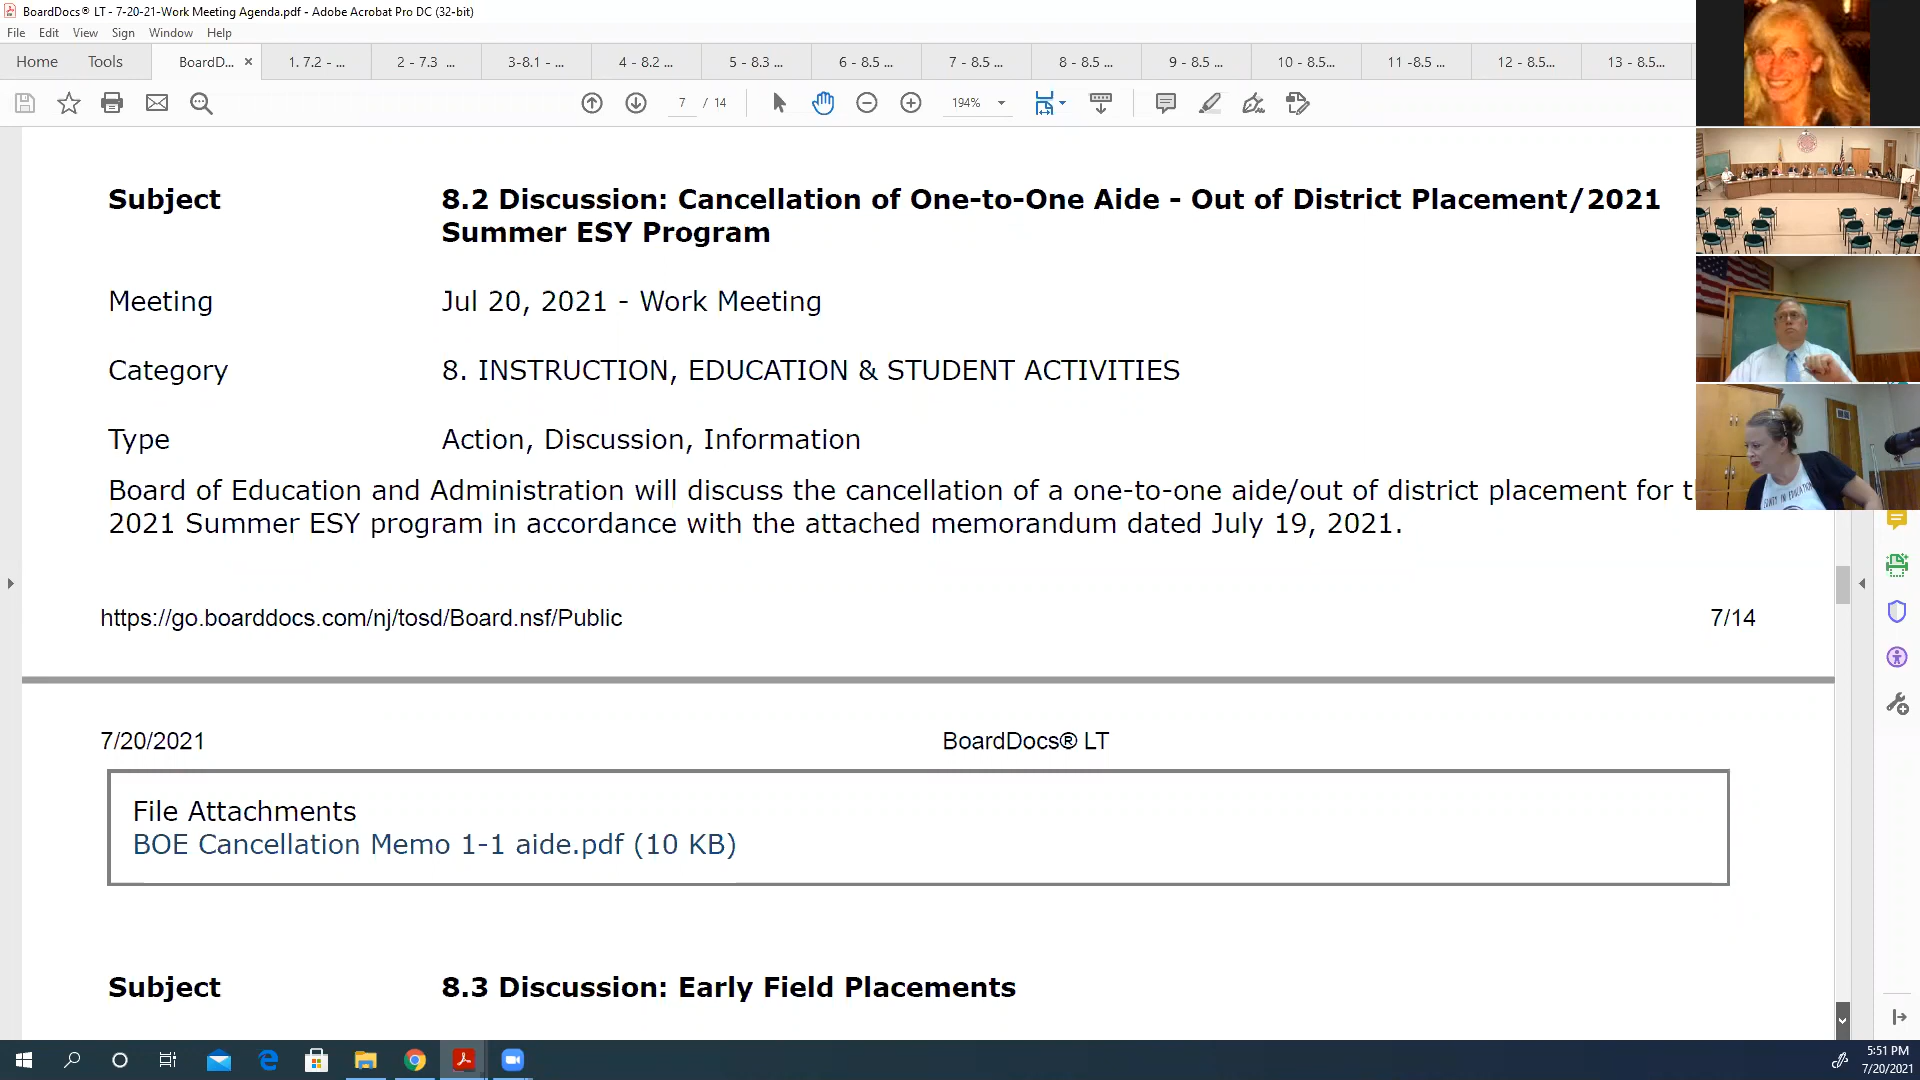 BoardDocs® LT - 7-20-21-Work Meeting Agenda.pdf - Adobe Acrobat Pro DC (32-bit)
File Edit View Sign Window Help
Home Tools BoardD... × 1. 7.2 - ... 2 - 7.3 ... 3-8.1 - ... 4 - 8.2 ... 5 - 8.3 ... 6 - 8.5 ... 7 - 8.5 ... 8 - 8.5 ... 9 - 8.5 ... 10 - 8.5... 11 -8.5 ... 12 - 8.5... 13 - 8.5...
7 / 14 194%
Subject 8.2 Discussion: Cancellation of One-to-One Aide - Out of District Placement/2021
Summer ESY Program
Meeting Jul 20, 2021 - Work Meeting
Category 8. INSTRUCTION, EDUCATION & STUDENT ACTIVITIES
Type Action, Discussion, Information
Board of Education and Administration will discuss the cancellation of a one-to-one aide/out of district placement for t
2021 Summer ESY program in accordance with the attached memorandum dated July 19, 2021.
https://go.boarddocs.com/nj/tosd/Board.nsf/Public 7/14
7/20/2021 BoardDocs® LT
File Attachments
BOE Cancellation Memo 1-1 aide.pdf (10 KB)
Subject 8.3 Discussion: Early Field Placements
5:51 PM
7/20/2021